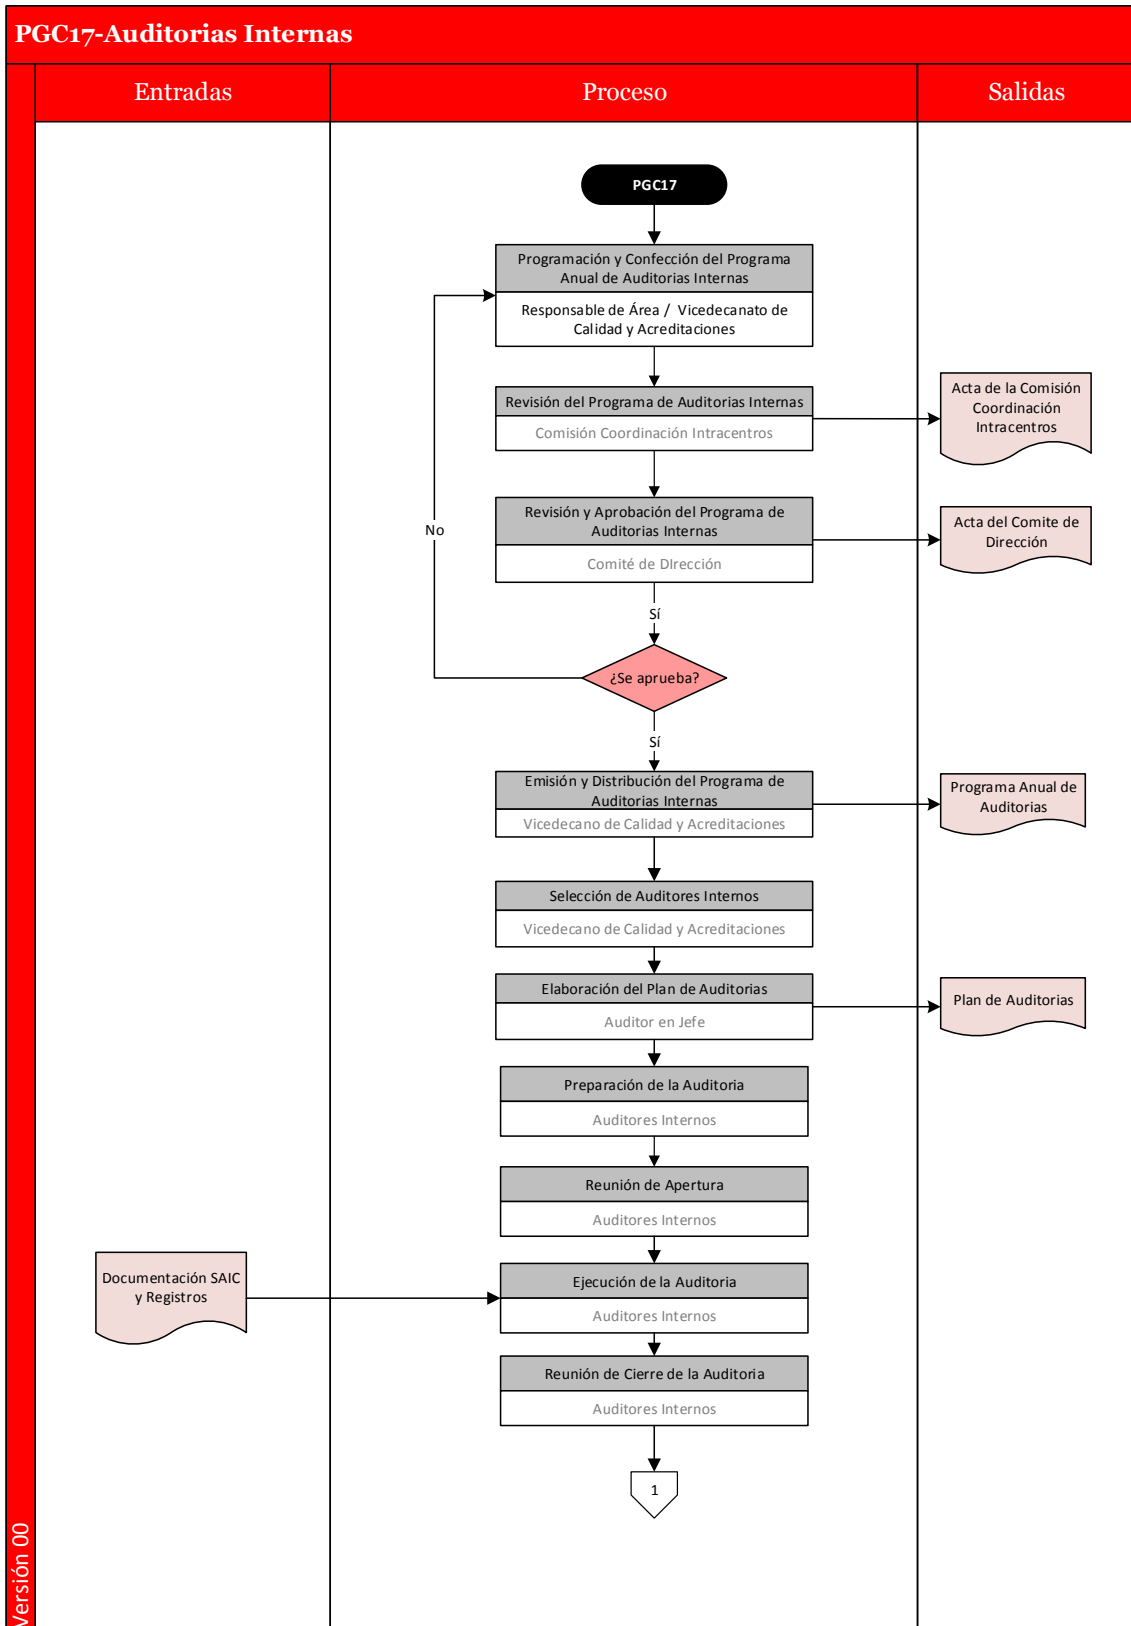 PGC17-Auditorias Internas
Entradas
Proceso
Salidas
PGC17
Programación y Confección del Programa
Anual de Auditorias Internas
Responsable de Área / Vicedecanato de
Calidad y Acreditaciones
Revisión del Programa de Auditorias Internas
Comisión Coordinación Intracentros
Acta de la Comisión
Coordinación
Intracentros
Revisión y Aprobación del Programa de
Auditorias Internas
Comité de DIrección
Acta del Comite de
Dirección
No
Sí
¿Se aprueba?
Sí
Emisión y Distribución del Programa de
Auditorias Internas
Vicedecano de Calidad y Acreditaciones
Programa Anual de
Auditorias
Selección de Auditores Internos
Vicedecano de Calidad y Acreditaciones
Elaboración del Plan de Auditorias
Auditor en Jefe
Plan de Auditorias
Preparación de la Auditoria
Auditores Internos
Reunión de Apertura
Auditores Internos
Documentación SAIC
y Registros
Ejecución de la Auditoria
Auditores Internos
Reunión de Cierre de la Auditoria
Auditores Internos
1
Versión 00